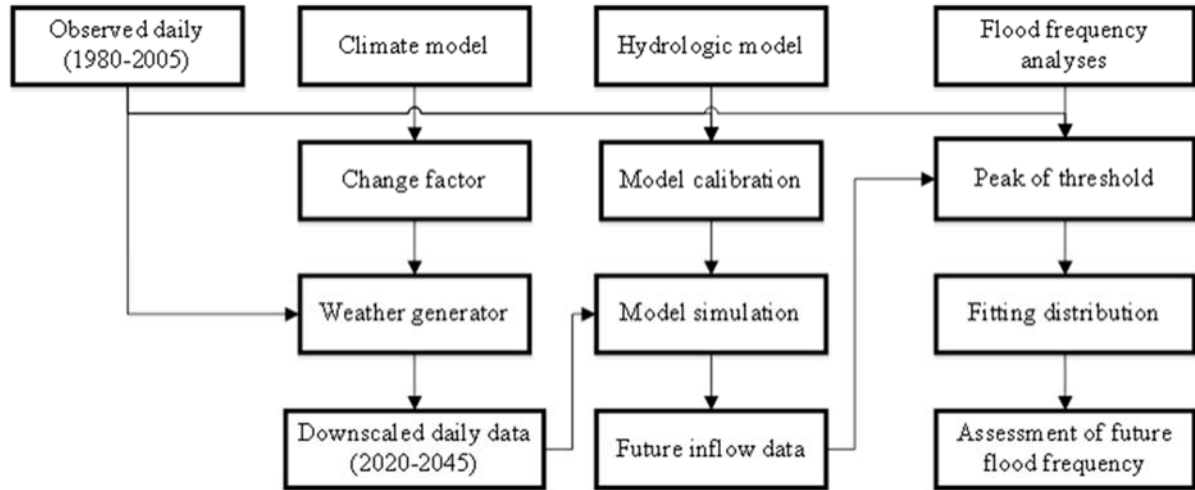 Observed daily
(1980-2005)
Climate model
Hydrologic model
Flood frequency
analyses
Change factor
Model calibration
Peak of threshold
Weather generator
Model simulation
Fitting distribution
Downscaled daily data
(2020-2045)
Future inflow data
Assessment of future
flood frequency